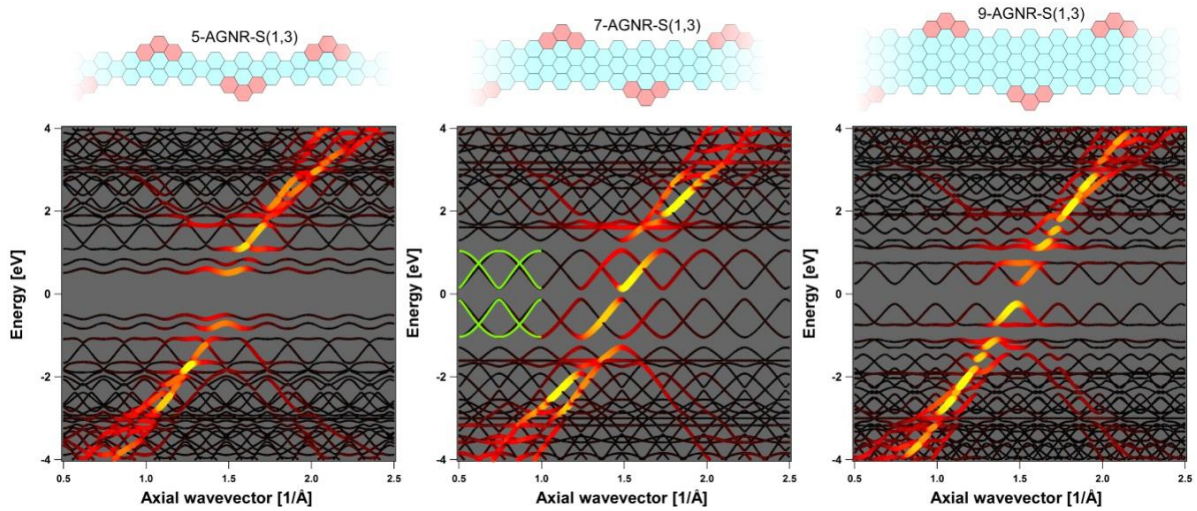 5-AGNR-S(1,3)
7-AGNR-S(1,3)
9-AGNR-S(1,3)
Energy [eV]
4
2
0
-2
-4
0.5 1.0 1.5 2.0 2.5
Axial wavevector [1/Å]
Energy [eV]
4
2
0
-2
-4
0.5 1.0 1.5 2.0 2.5
Axial wavevector [1/Å]
Energy [eV]
4
2
0
-2
-4
0.5 1.0 1.5 2.0 2.5
Axial wavevector [1/Å]